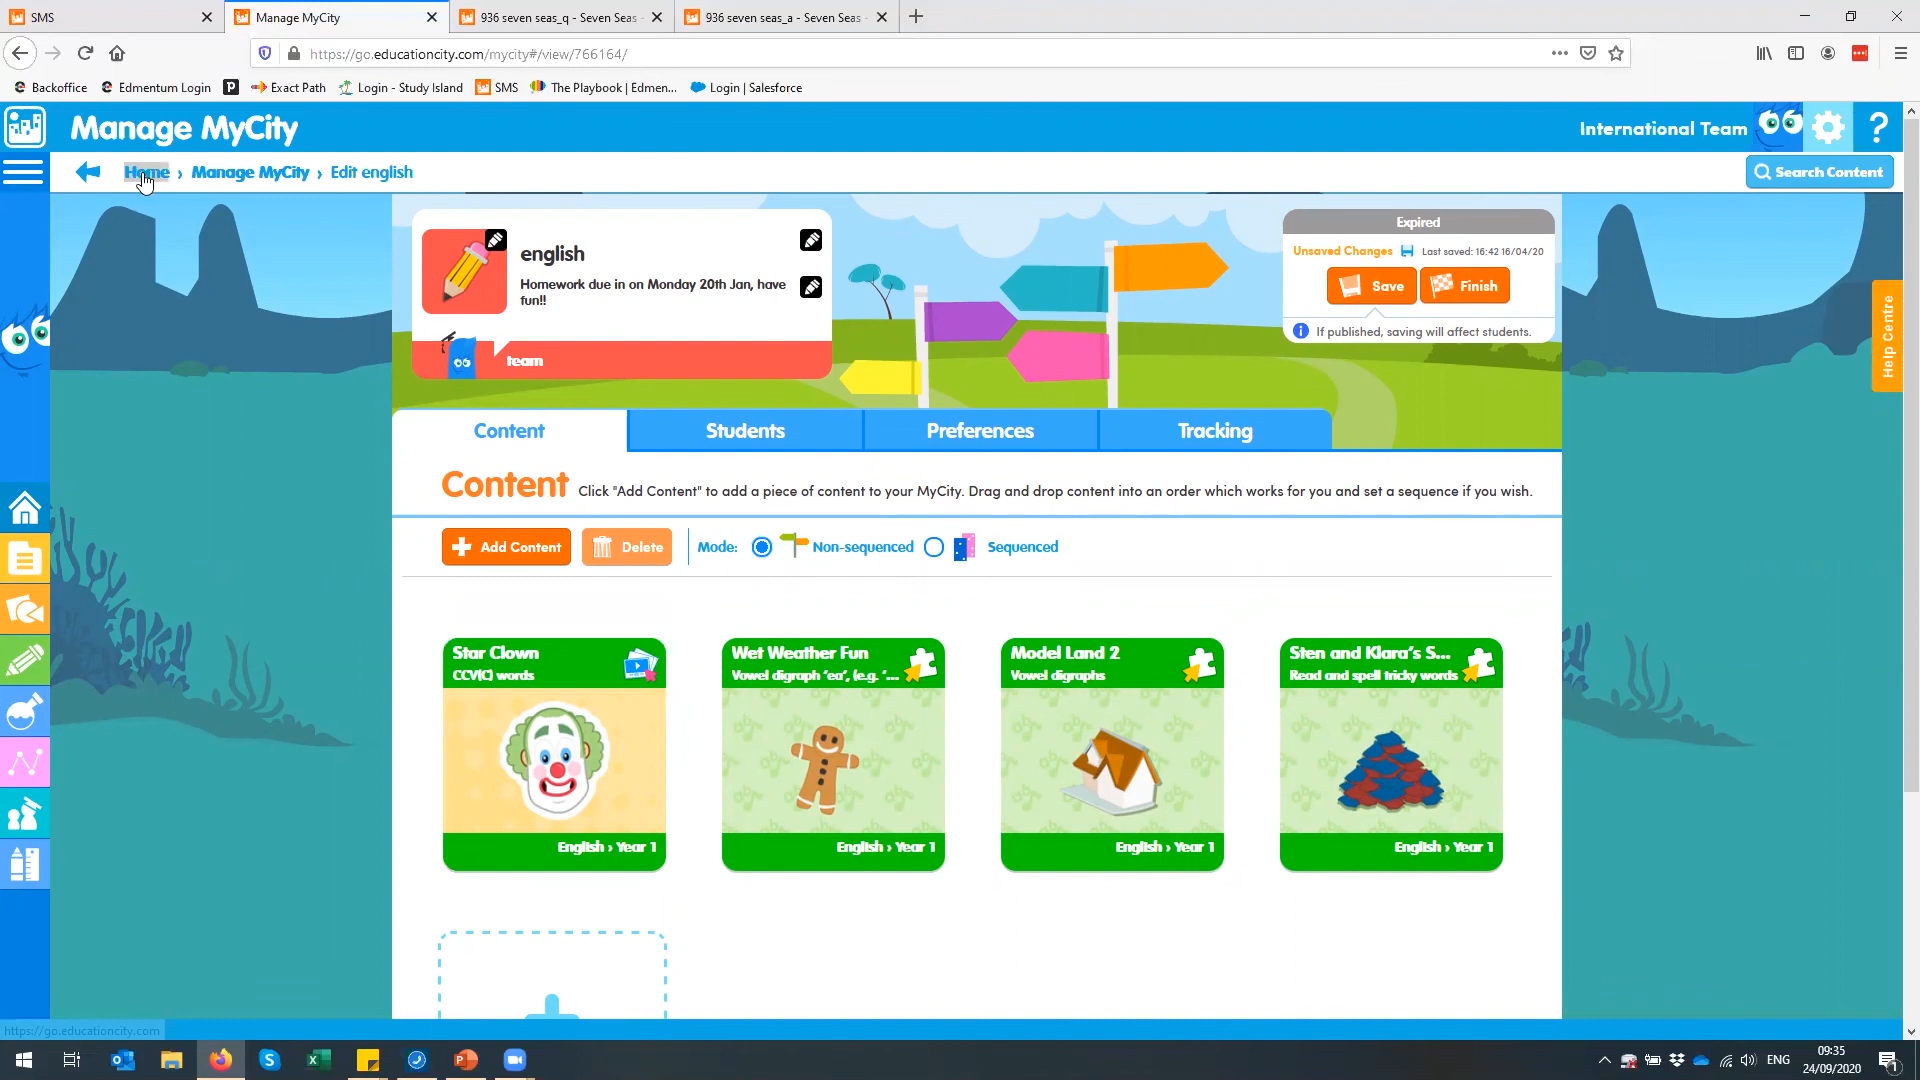 SMS
Manage MyCity
936 seven seas_q - Seven Seas -
936 seven seas_a - Seven Seas -
https://go.educationcity.com/mycity#/view/766164/
Backoffice
Edmentum Login
Exact Path
Login - Study Island
SMS
The Playbook | Edmen...
Login | Salesforce
Manage MyCity
International Team
?
Home › Manage MyCity › Edit english
Search Content
english
Homework due in on Monday 20th Jan, have
fun!!
team
Expired
Unsaved Changes
Last saved: 16:42 16/04/20
Save
Finish
If published, saving will affect students.
Help Centre
Content
Students
Preferences
Tracking
Content
Click "Add Content" to add a piece of content to your MyCity. Drag and drop content into an order which works for you and set a sequence if you wish.
Add Content
Delete
Mode:
Non-sequenced
Sequenced
Star Clown
CCV(C) words
English › Year 1
Wet Weather Fun
Vowel digraph 'ea', (e.g. '...
English › Year 1
Model Land 2
Vowel digraphs
English › Year 1
Sten and Klara's S...
Read and spell tricky words
English › Year 1
https://go.educationcity.com
ENG
09:35
24/09/2020
1